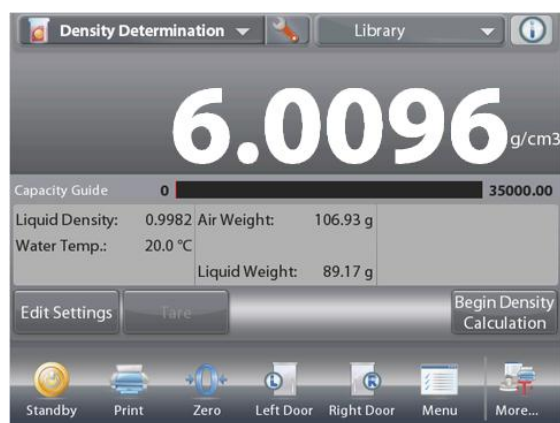 Density Determination Library
6.0096 g/cm3
Capacity Guide 0 35000.00
Liquid Density: 0.9982 Air Weight: 106.93 g
Water Temp.: 20.0 °C
Liquid Weight: 89.17 g
Edit Settings Tare Begin Density
Calculation
L R
Standby Print Zero Left Door Right Door Menu More...